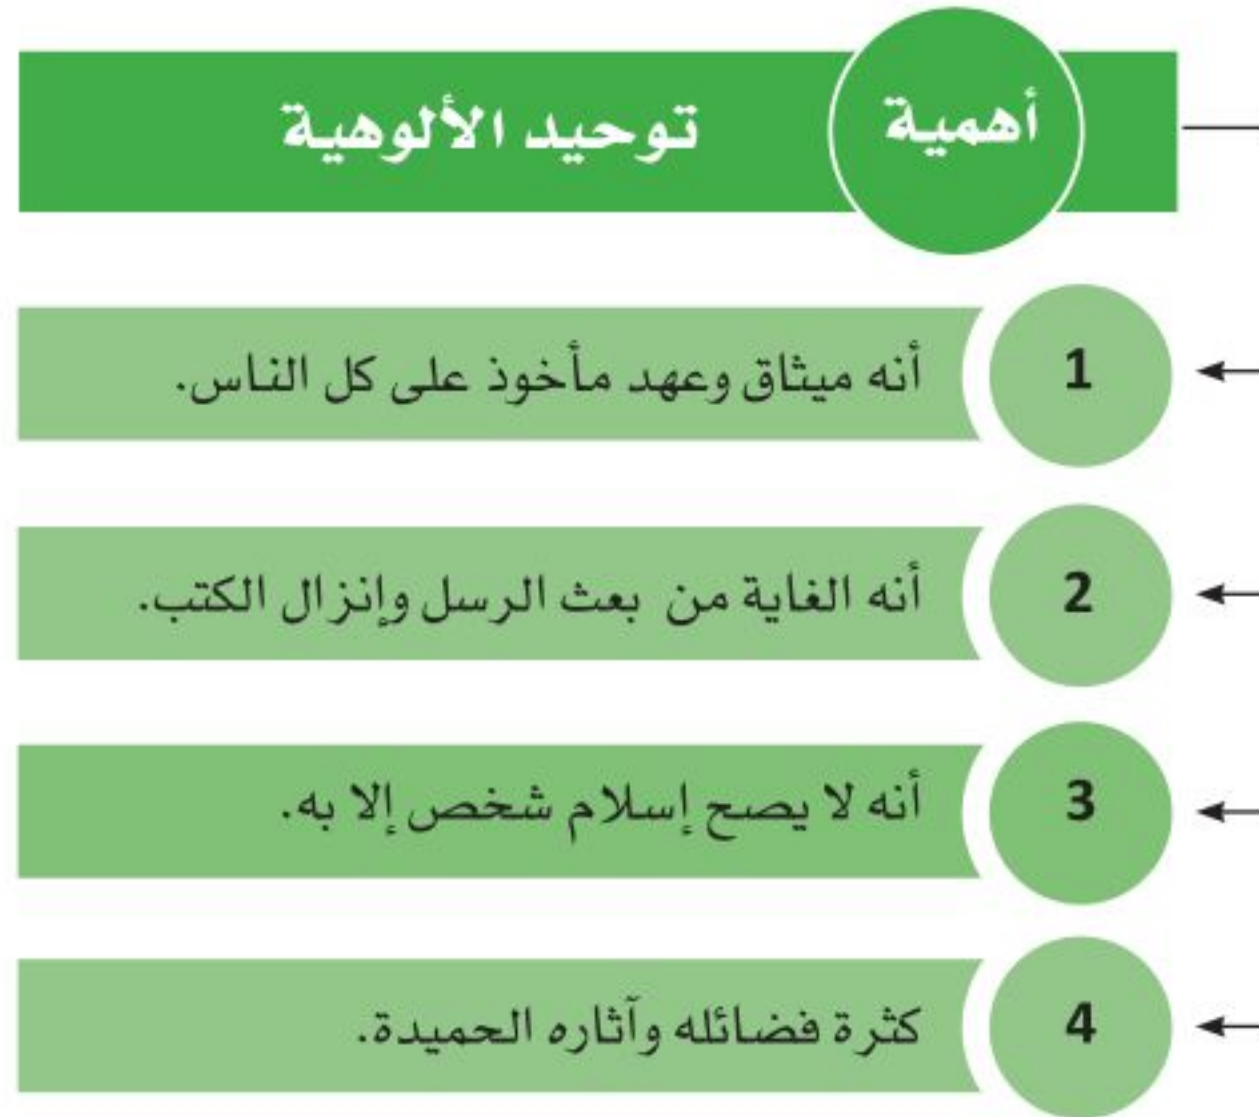 أهمية توحيد الألوهية
1 أنه ميثاق وعهد مأخوذ على كل الناس.
2 أنه الغاية من بعث الرسل وإنزال الكتب.
3 أنه لا يصح إسلام شخص إلا به.
4 كثرة فضائله وآثاره الحميدة.